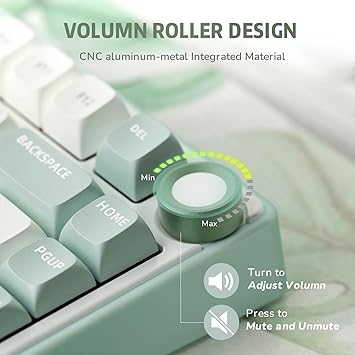 VOLUMN ROLLER DESIGN
CNC aluminum-metal Integrated Material
F11
F12
DEL
BACKSPACE
HOME
PGUP
Min
Max
Turn to
Adjust Volumn
Press to
Mute and Unmute